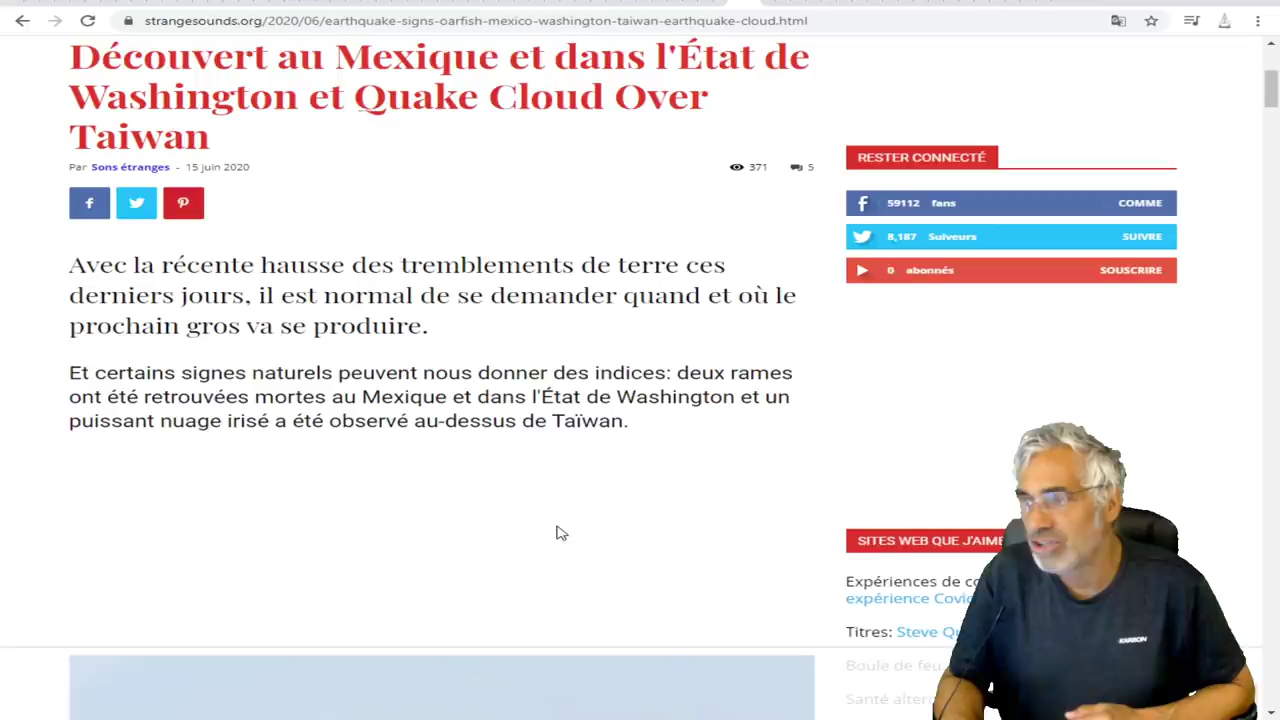 strangesounds.org/2020/06/earthquake-signs-oarfish-mexico-washington-taiwan-earthquake-cloud.html
Découvert au Mexique et dans l'État de
Washington et Quake Cloud Over
Taiwan
Par Sons étranges - 15 juin 2020
371
5
Avec la récente hausse des tremblements de terre ces
derniers jours, il est normal de se demander quand et où le
prochain gros va se produire.
Et certains signes naturels peuvent nous donner des indices: deux rames
ont été retrouvées mortes au Mexique et dans l'État de Washington et un
puissant nuage irisé a été observé au-dessus de Taïwan.
RESTER CONNECTÉ
59112 fans COMME
8,187 Suiveurs SUIVRE
0 abonnés SOUSCRIRE
SITES WEB QUE J'AIME
Expériences de
expérience
Titres: Steve
Boule de
Santé
KARBON